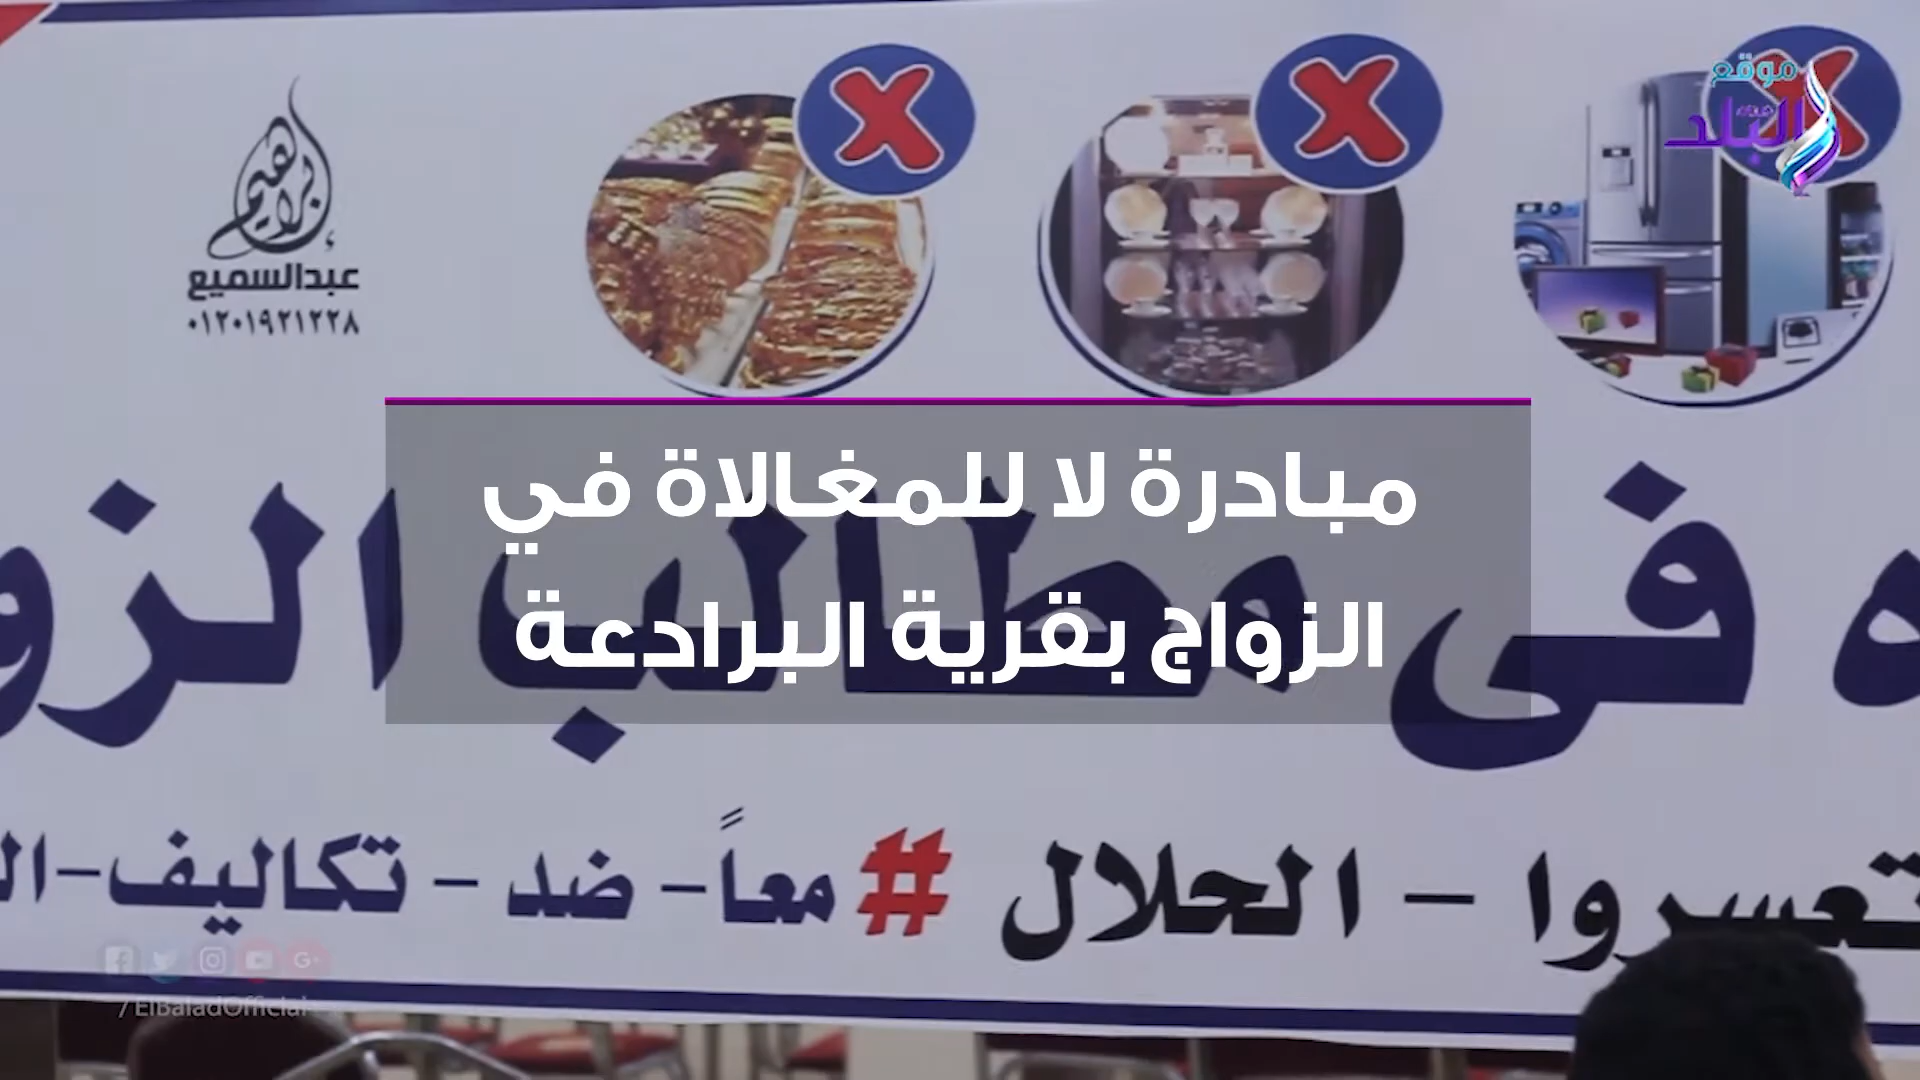 موقع
صدى البلد
إبراهيم
عبدالسميع
٠١٢٠١٩٢١٢٢٨
مبادرة لا للمغالاة في
الزواج بقرية البرادعة
ه فى مطالب الزو
تعسروا - الحلال #معاً - ضد - تكاليف - ال
/ElBaladOfficial